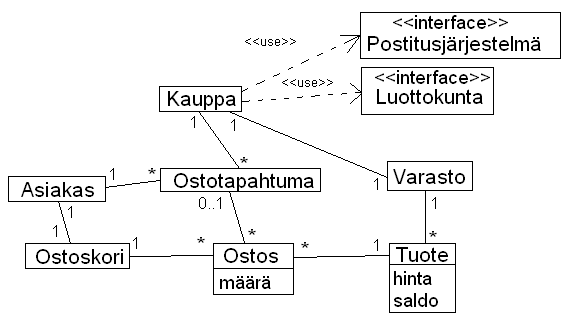 <<interface>>
Postitusjärjestelmä
<<use>>
<<interface>>
Luottokunta
<<use>>
Kauppa
1
1
*
1
Varasto
1
*
Asiakas
1
*
Ostotapahtuma
0..1
*
1
1
Ostoskori
1
*
Ostos
määrä
*
1
Tuote
hinta
saldo